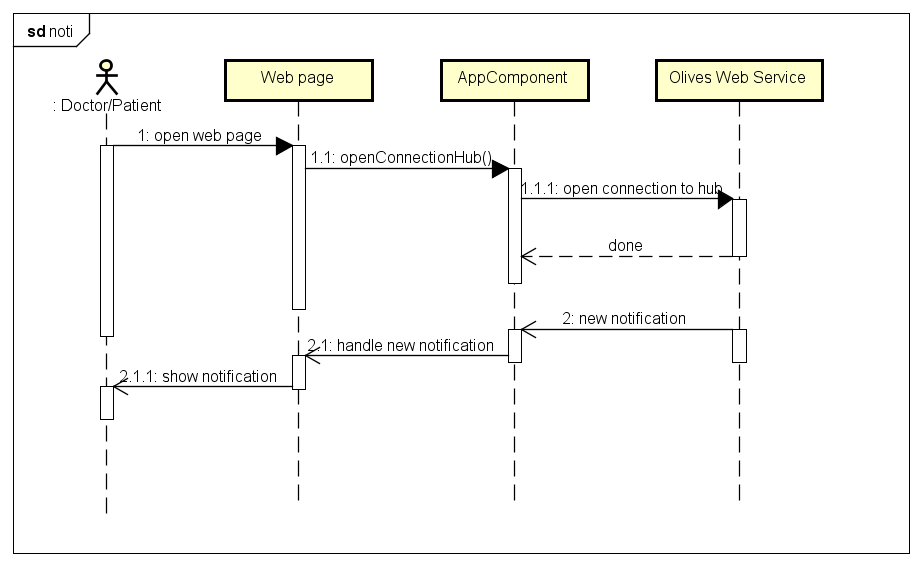 sd noti
: Doctor/Patient
Web page
AppComponent
Olives Web Service
1: open web page
1.1: openConnectionHub()
1.1.1: open connection to hub
done
2: new notification
2.1: handle new notification
2.1.1: show notification